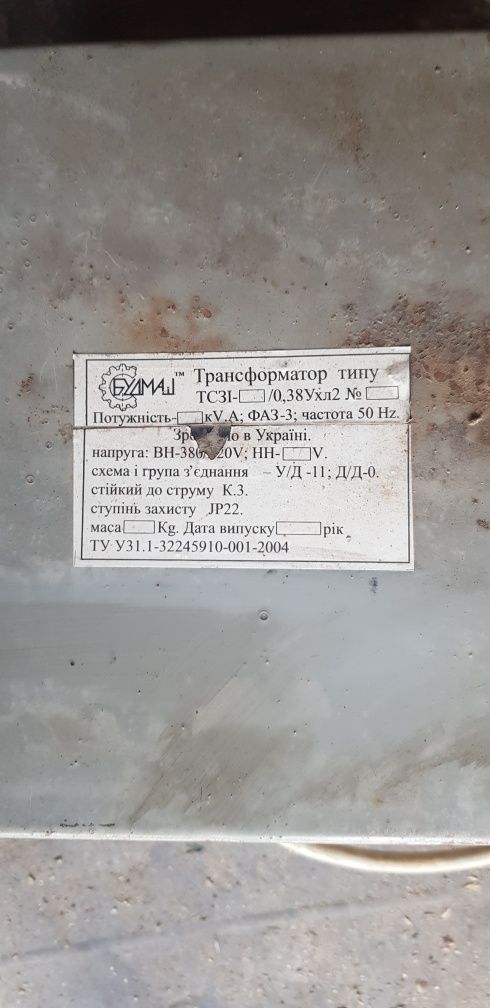 БУДМАШ™ Трансформатор типу
ТСЗІ- /0,38Ухл2 №
Потужність- кV.A; ФАЗ-3; частота 50 Hz.
в Україні.
напруга: ВН-380/220V; НН- V.
схема і група з’єднання – У/Д -11; Д/Д-0.
стійкий до струму К.З.
ступінь захисту JP22.
маса Kg. Дата випуску рік
ТУ У31.1-32245910-001-2004